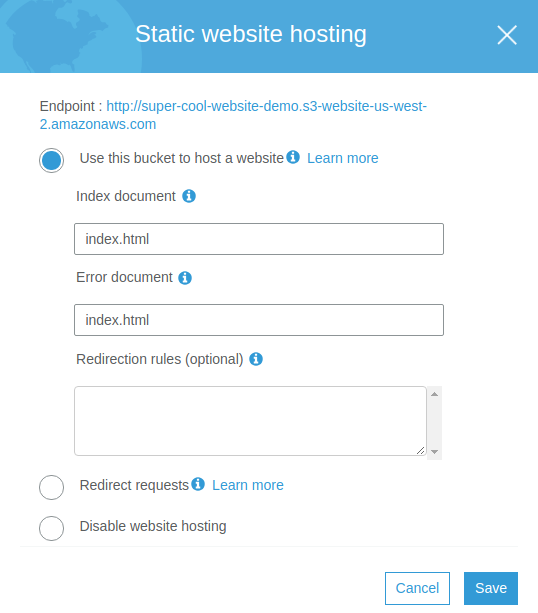 Static website hosting
Endpoint : http://super-cool-website-demo.s3-website-us-west-
2.amazonaws.com
Use this bucket to host a website Learn more
Index document
index.html
Error document
index.html
Redirection rules (optional)
Redirect requests Learn more
Disable website hosting
Cancel Save